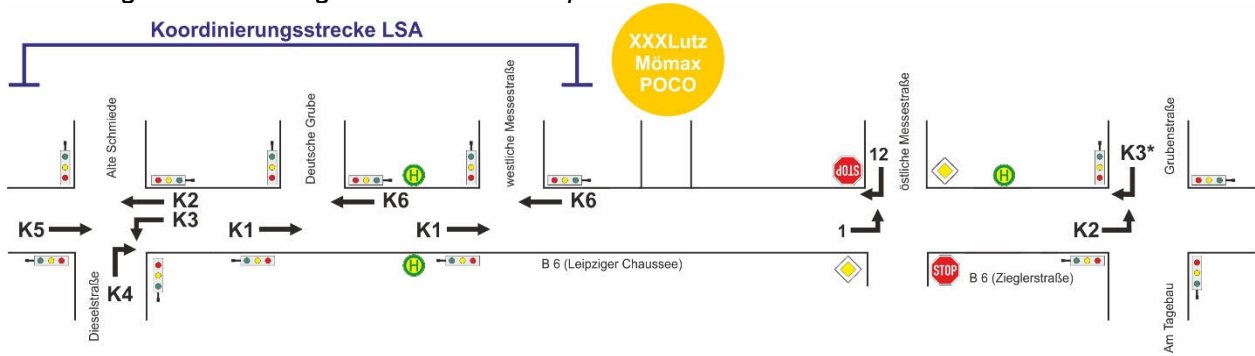 Koordinierungsstrecke LSA
XXXLutz
Mömax
POCO
Alte Schmiede
Deutsche Grube
westliche Messestraße
östliche Messestraße
Grubenstraße
STOP
12
K3*
H
H
K2
K6
K6
K3
K5
K1
K1
1
K2
K4
H
B 6 (Leipziger Chaussee)
STOP
B 6 (Zieglerstraße)
Dieselstraße
Am Tagebau